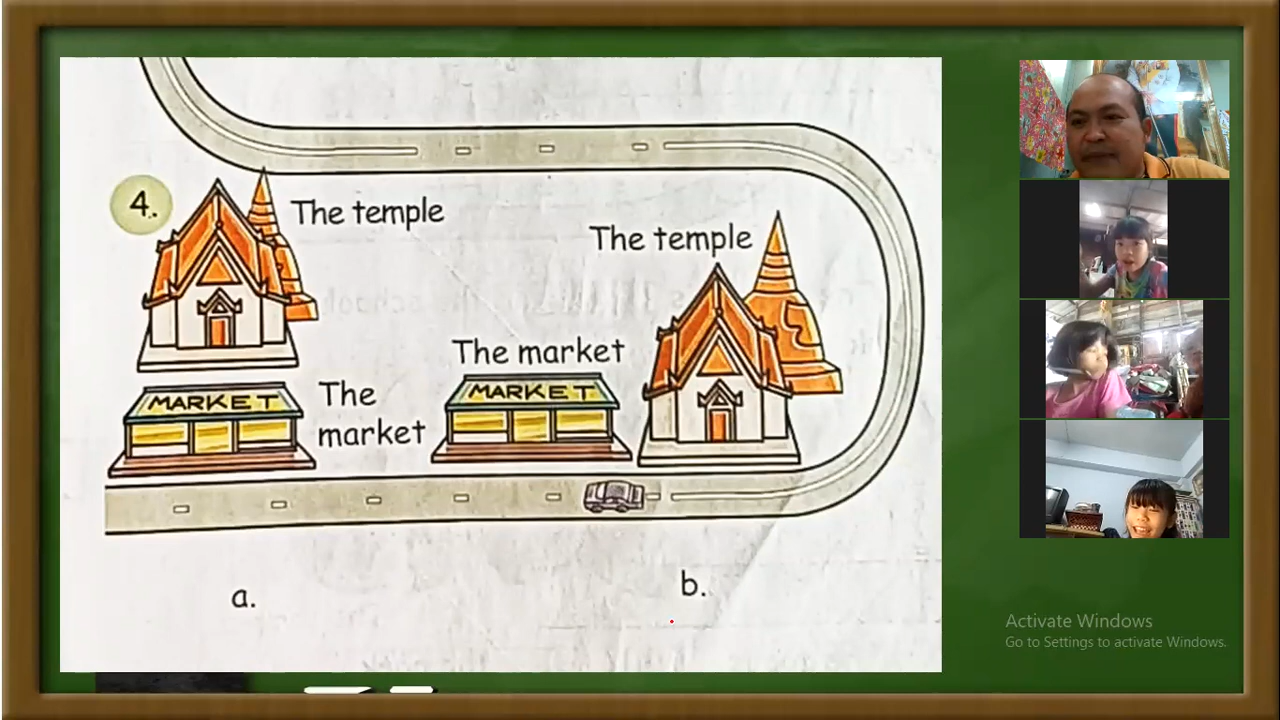 4.
The temple
The temple
The market
MARKET
MARKET
The
market
a.
b.
Activate Windows
Go to Settings to activate Windows.